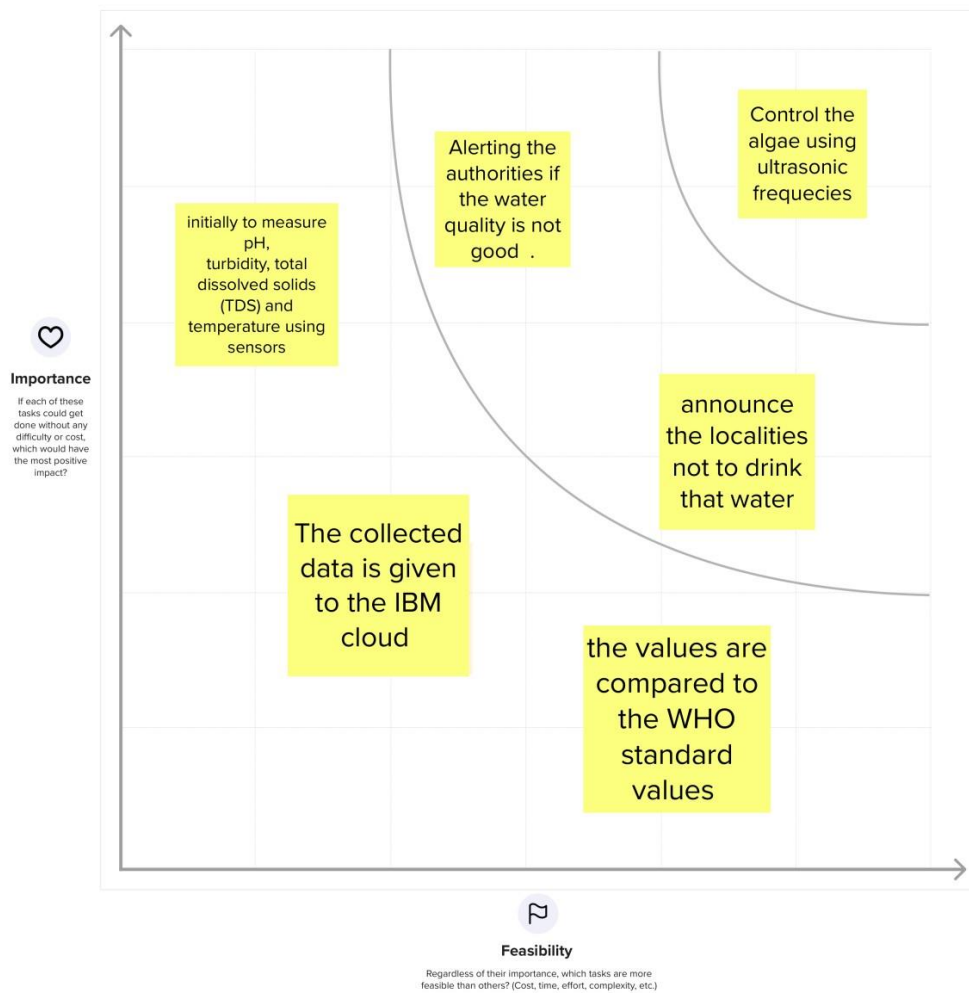 Control the
algae using
ultrasonic
frequecies
Alerting the
authorities if
the water
quality is not
good .
initially to measure
pH,
turbidity, total
dissolved solids
(TDS) and
temperature using
sensors
Importance
If each of these
tasks could get
done without any
difficulty or cost,
which would have
the most positive
impact?
announce
the localities
not to drink
that water
The collected
data is given
to the IBM
cloud
the values are
compared to
the WHO
standard
values
Feasibility
Regardless of their importance, which tasks are more
feasible than others? (Cost, time, effort, complexity, etc.)